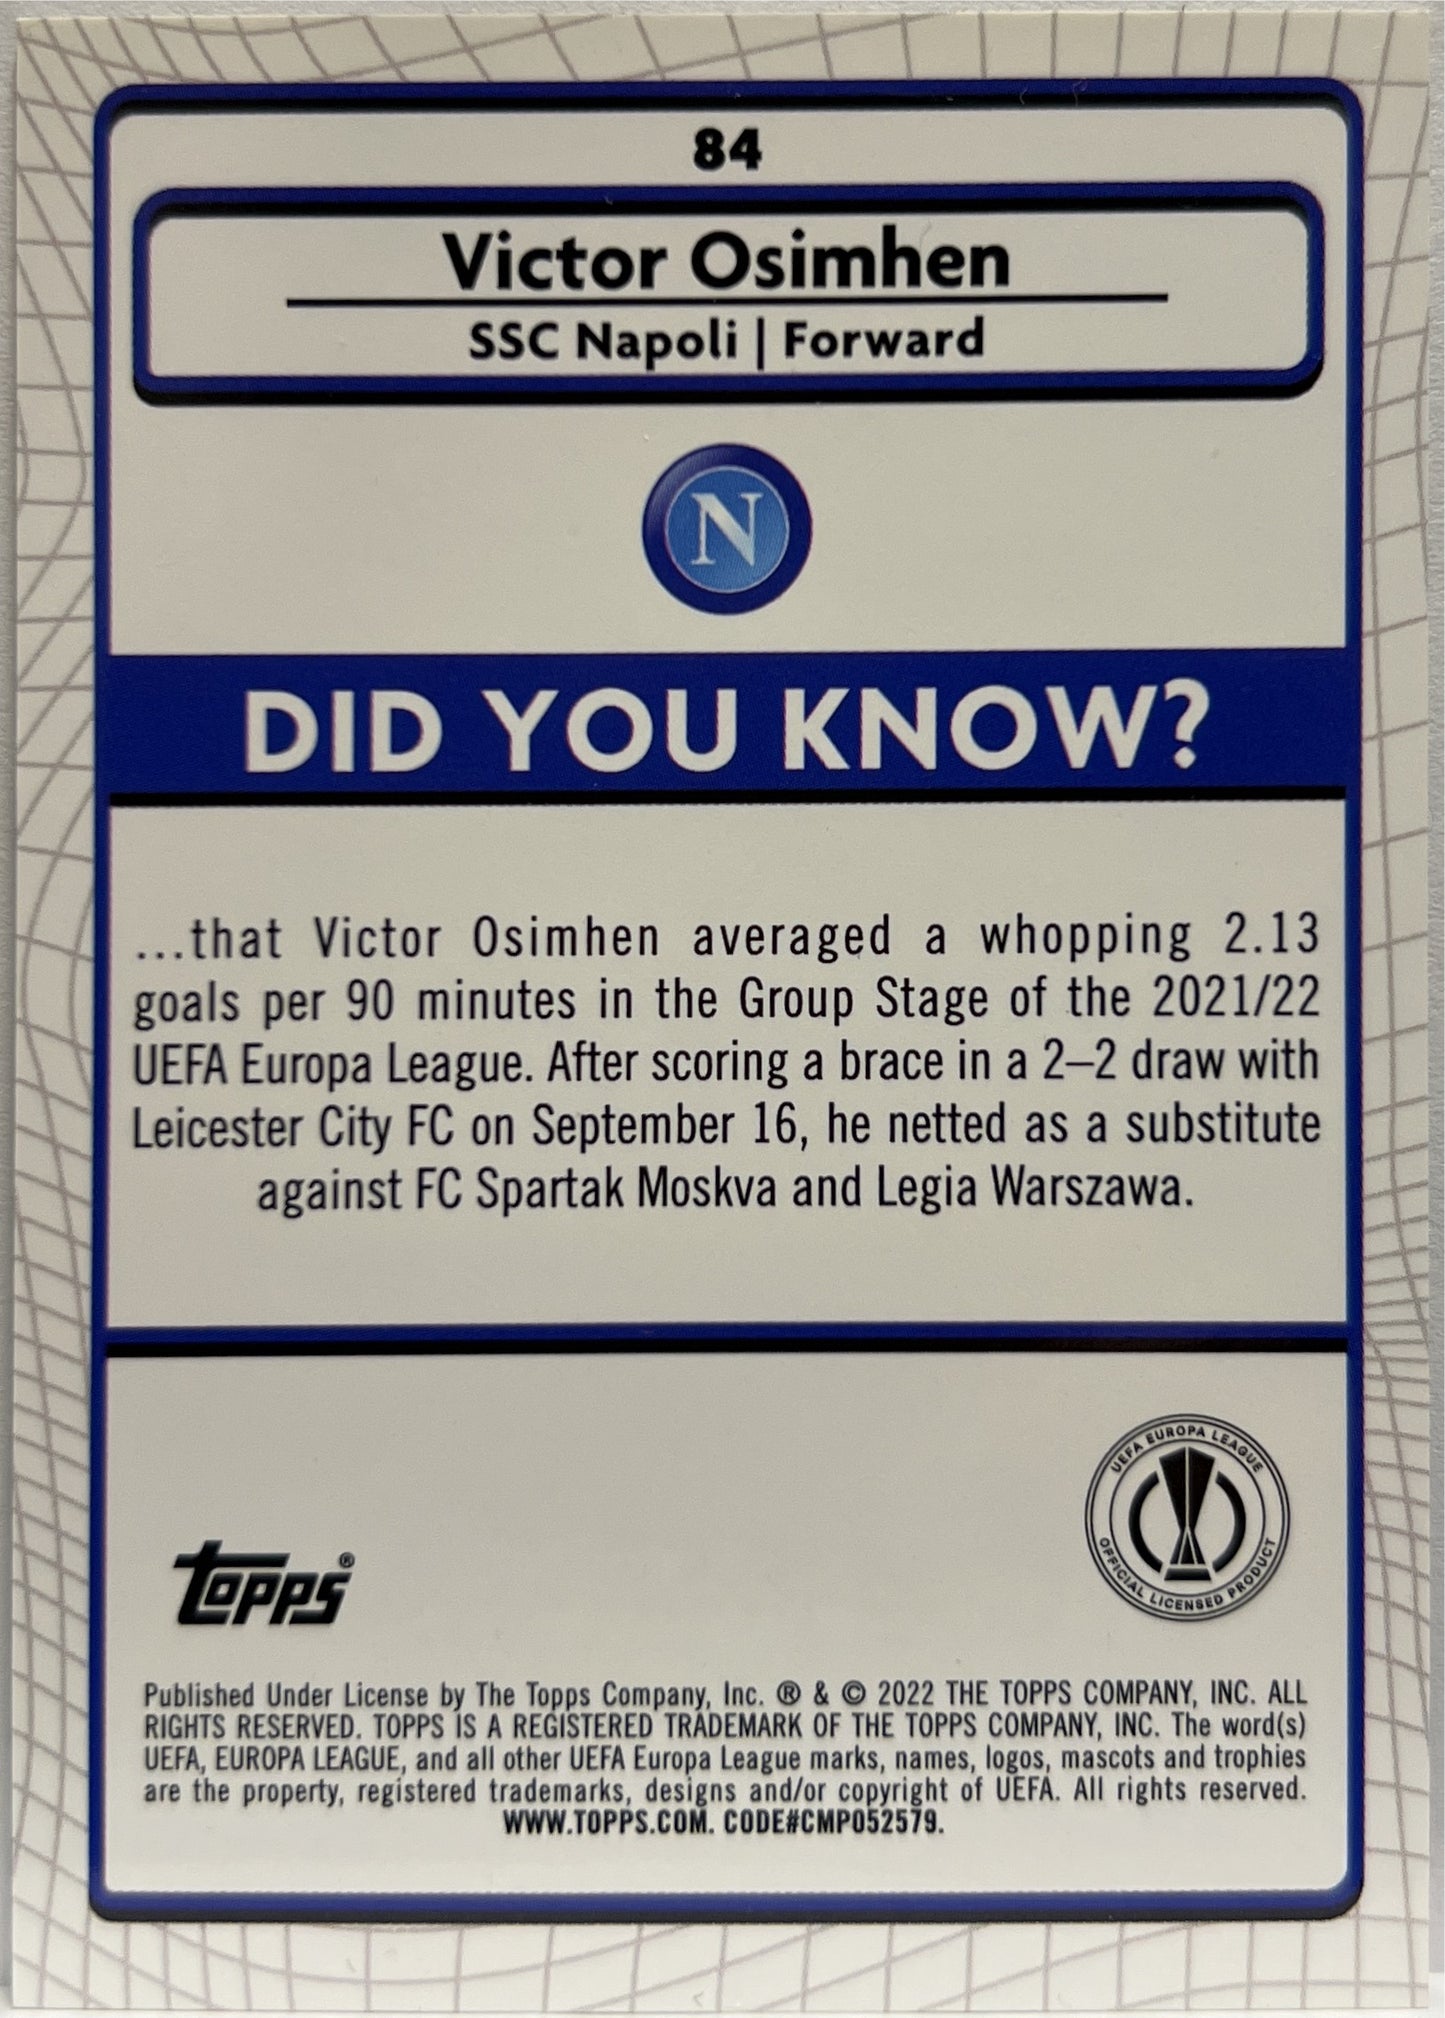 84
Victor Osimhen
SSC Napoli | Forward
N
DID YOU KNOW?
...that Victor Osimhen averaged a whopping 2.13
goals per 90 minutes in the Group Stage of the 2021/22
UEFA Europa League. After scoring a brace in a 2–2 draw with
Leicester City FC on September 16, he netted as a substitute
against FC Spartak Moskva and Legia Warszawa.
UEFA EUROPA LEAGUE
OFFICIAL LICENSED PRODUCT
topps®
Published Under License by The Topps Company, Inc. ® & © 2022 THE TOPPS COMPANY, INC. ALL
RIGHTS RESERVED. TOPPS IS A REGISTERED TRADEMARK OF THE TOPPS COMPANY, INC. The word(s)
UEFA, EUROPA LEAGUE, and all other UEFA Europa League marks, names, logos, mascots and trophies
are the property, registered trademarks, designs and/or copyright of UEFA. All rights reserved.
WWW.TOPPS.COM. CODE#CMP052579.